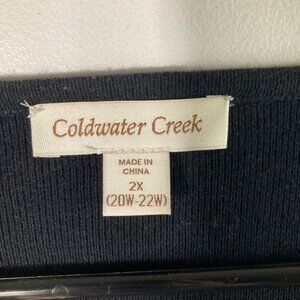 Coldwater Creek
MADE IN
CHINA
2X
(20W-22W)